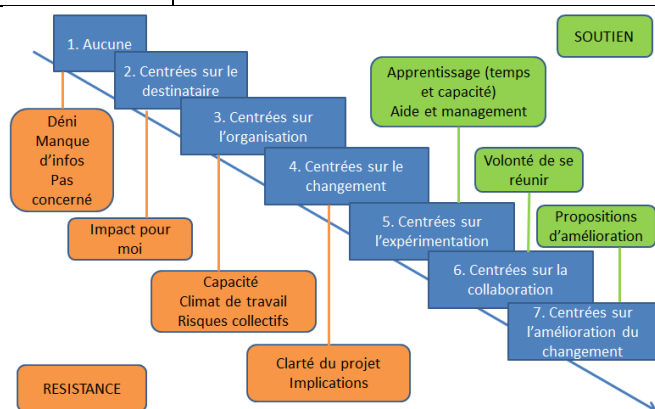 1. Aucune
SOUTIEN
2. Centrées sur le
destinataire
Apprentissage (temps
et capacité)
Aide et management
Déni
Manque
d'infos
Pas
concerné
3. Centrées sur
l'organisation
4. Centrées sur le
changement
Volonté de se
réunir
Impact pour
moi
5. Centrées sur
l'expérimentation
Propositions
d'amélioration
Capacité
Climat de travail
Risques collectifs
6. Centrées sur la
collaboration
7. Centrées sur
l'amélioration du
changement
Clarté du projet
Implications
RESISTANCE